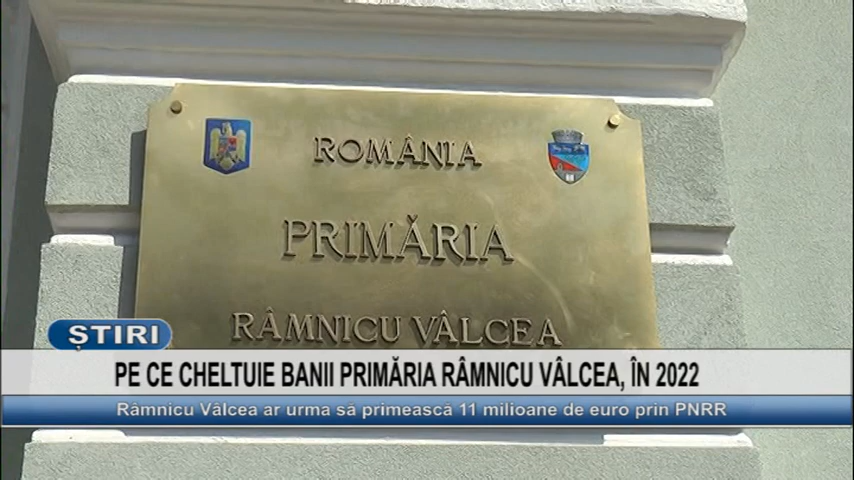 ROMÂNIA
PRIMĂRIA
RÂMNICU VÂLCEA
ȘTIRI
PE CE CHELTUIE BANII PRIMĂRIA RÂMNICU VÂLCEA, ÎN 2022
Râmnicu Vâlcea ar urma să primească 11 milioane de euro prin PNRR